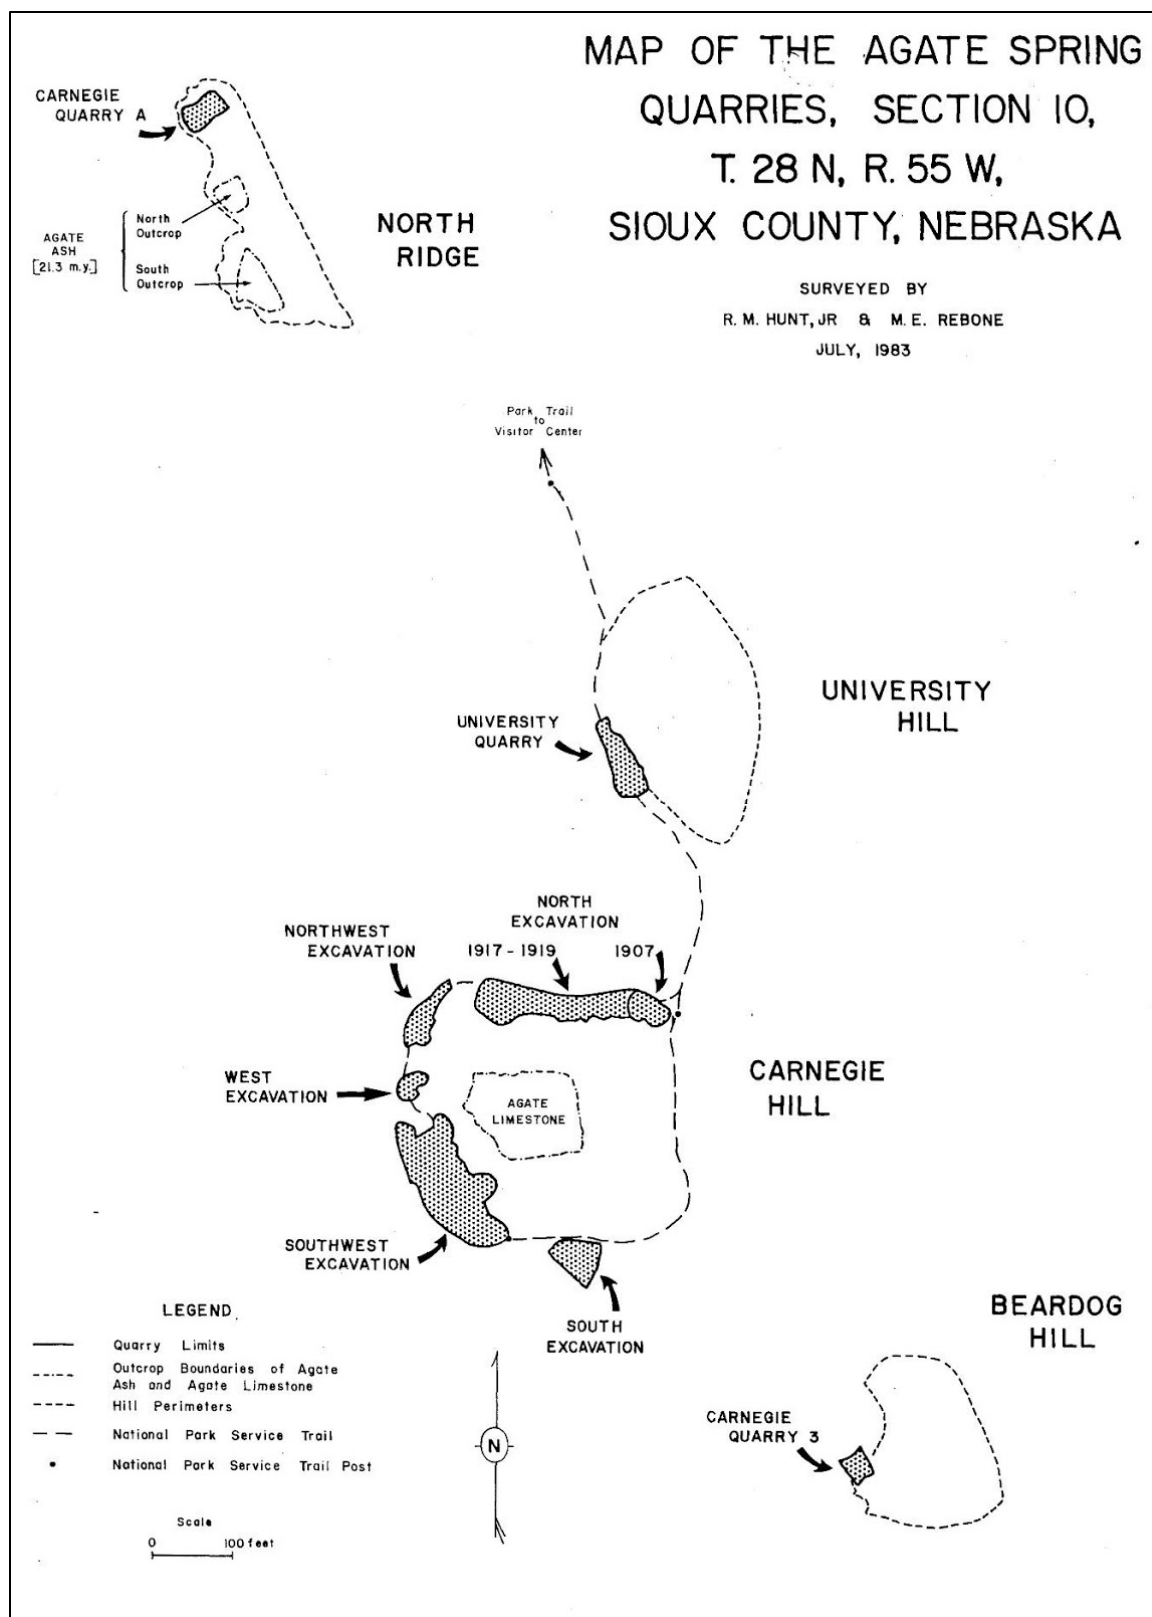 MAP OF THE AGATE SPRING
QUARRIES, SECTION 10,
T. 28 N, R. 55 W,
SIOUX COUNTY, NEBRASKA
SURVEYED BY
R. M. HUNT, JR & M. E. REBONE
JULY, 1983
CARNEGIE
QUARRY A
NORTH
RIDGE
AGATE
ASH
[21.3 m.y.]
North
Outcrop
South
Outcrop
Park Trail
to
Visitor Center
UNIVERSITY
HILL
UNIVERSITY
QUARRY
NORTH
EXCAVATION
1917 - 1919
1907
NORTHWEST
EXCAVATION
WEST
EXCAVATION
AGATE
LIMESTONE
CARNEGIE
HILL
SOUTHWEST
EXCAVATION
SOUTH
EXCAVATION
BEARDOG
HILL
CARNEGIE
QUARRY 3
LEGEND
Quarry Limits
Outcrop Boundaries of Agate
Ash and Agate Limestone
Hill Perimeters
National Park Service Trail
National Park Service Trail Post
N
Scale
0 100 feet